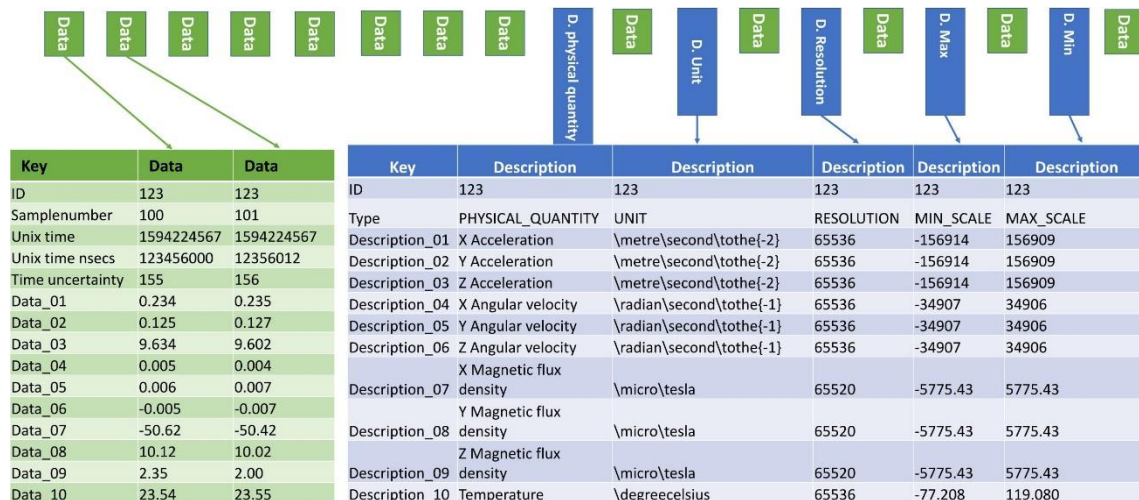 Data Data Data Data Data Data Data Data D. physical quantity Data D. Unit Data D. Resolution Data D. Max Data D. Min Data
Key Data Data
ID 123 123
Samplenumber 100 101
Unix time 1594224567 1594224567
Unix time nsecs 123456000 12356012
Time uncertainty 155 156
Data_01 0.234 0.235
Data_02 0.125 0.127
Data_03 9.634 9.602
Data_04 0.005 0.004
Data_05 0.006 0.007
Data_06 -0.005 -0.007
Data_07 -50.62 -50.42
Data_08 10.12 10.02
Data_09 2.35 2.00
Data_10 23.54 23.55
Key Description Description Description Description Description
ID 123 123 123 123 123
Type PHYSICAL_QUANTITY UNIT RESOLUTION MIN_SCALE MAX_SCALE
Description_01 X Acceleration \metre\second\tothe{-2} 65536 -156914 156909
Description_02 Y Acceleration \metre\second\tothe{-2} 65536 -156914 156909
Description_03 Z Acceleration \metre\second\tothe{-2} 65536 -156914 156909
Description_04 X Angular velocity \radian\second\tothe{-1} 65536 -34907 34906
Description_05 Y Angular velocity \radian\second\tothe{-1} 65536 -34907 34906
Description_06 Z Angular velocity \radian\second\tothe{-1} 65536 -34907 34906
X Magnetic flux
Description_07 density \micro\tesla 65520 -5775.43 5775.43
Y Magnetic flux
Description_08 density \micro\tesla 65520 -5775.43 5775.43
Z Magnetic flux
Description_09 density \micro\tesla 65520 -5775.43 5775.43
Description_10 Temperature \degreecelsius 65536 -77.208 119.080